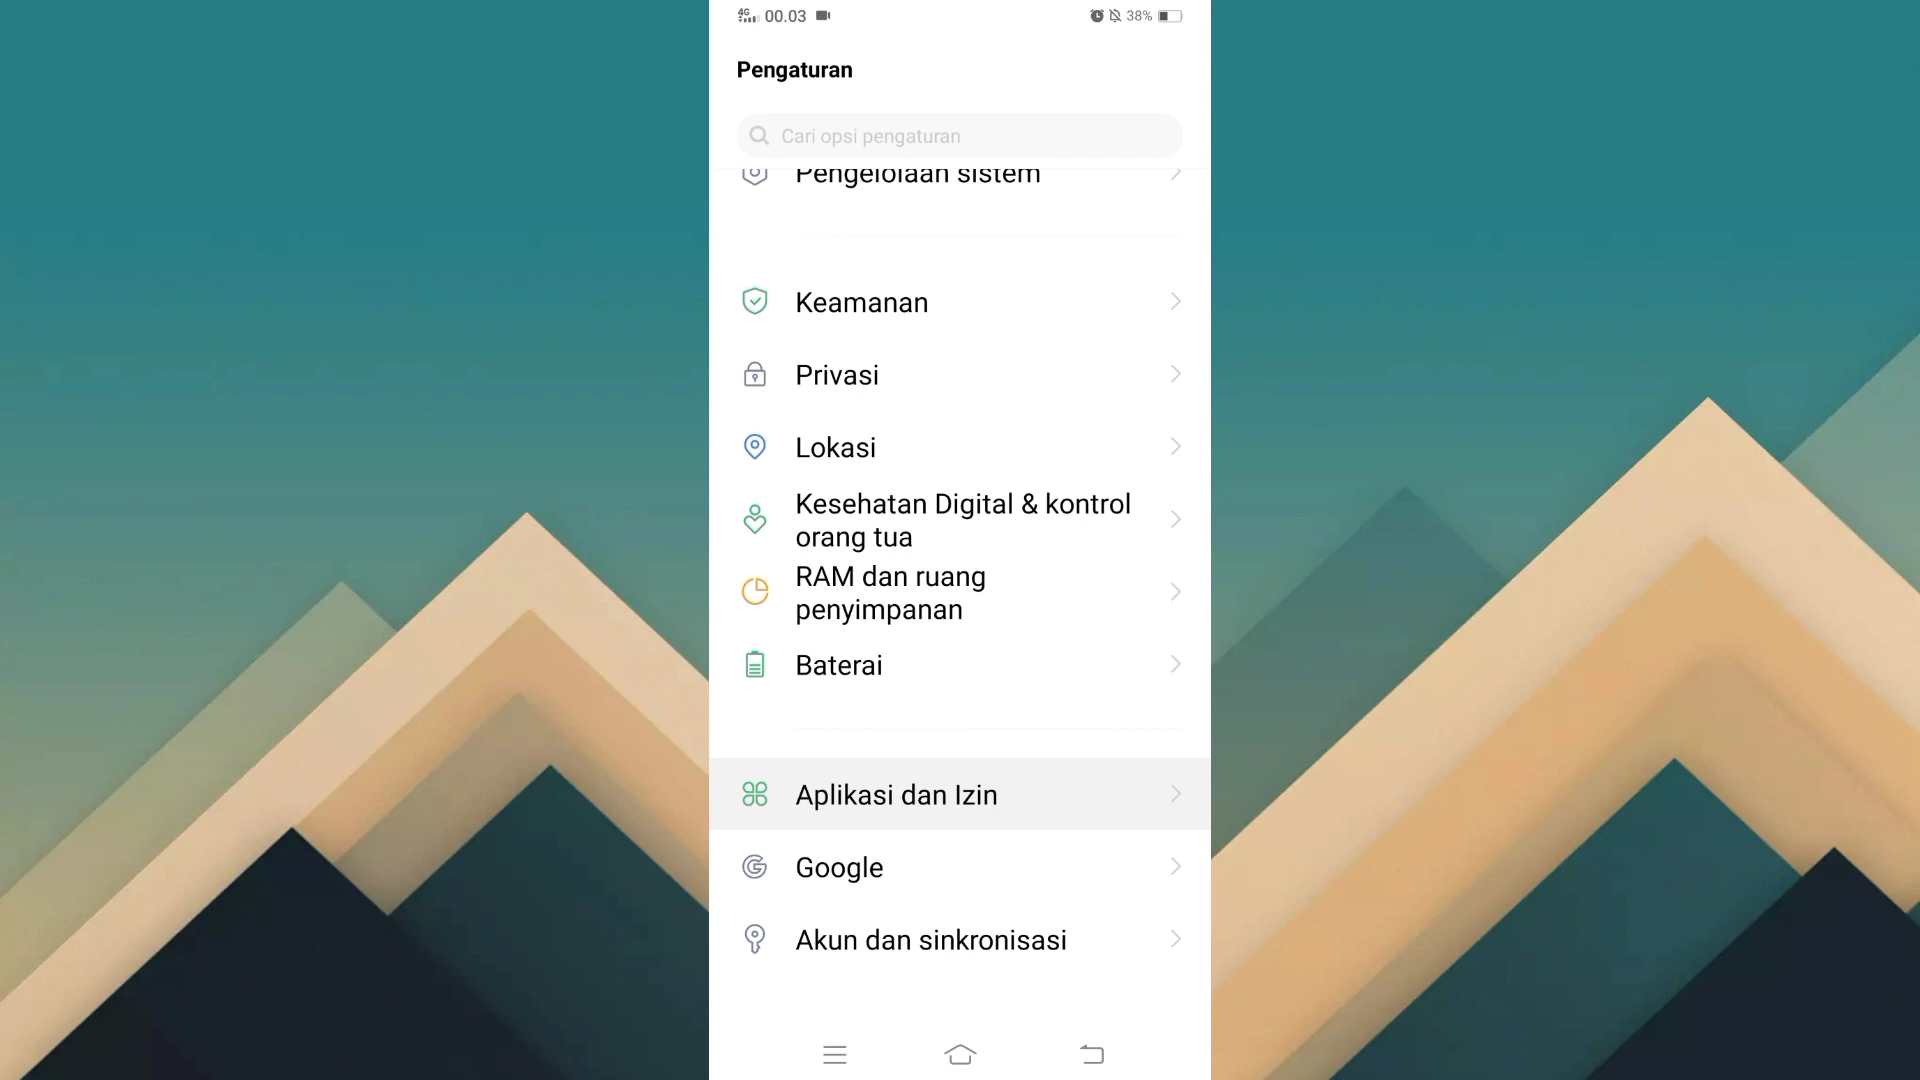 4G 00.03 38%
Pengaturan
Cari opsi pengaturan
Pengelolaan sistem
Keamanan
Privasi
Lokasi
Kesehatan Digital & kontrol
orang tua
RAM dan ruang
penyimpanan
Baterai
Aplikasi dan Izin
Google
Akun dan sinkronisasi